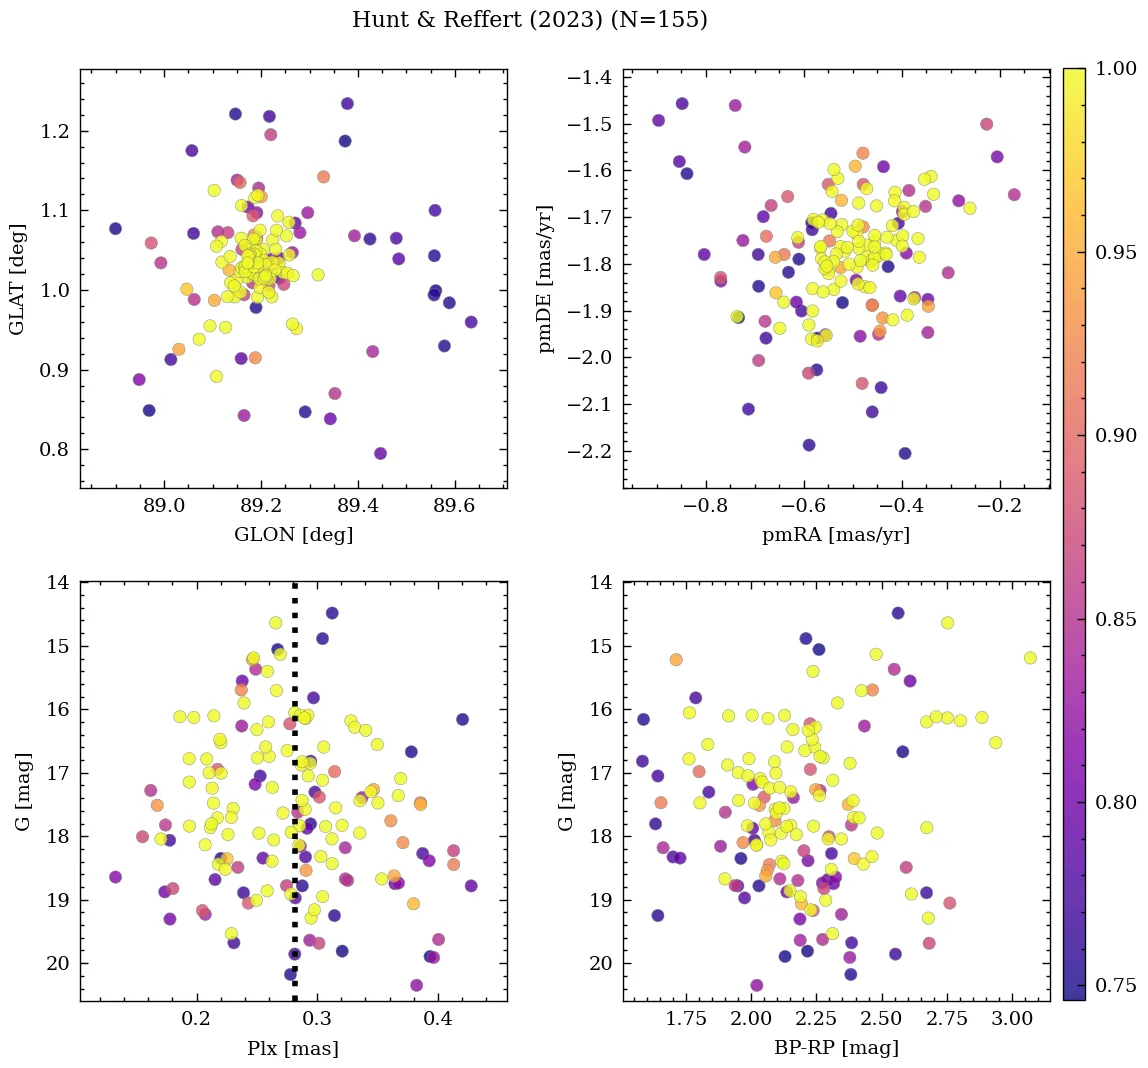 Hunt & Reffert (2023) (N=155)
1.2
1.1
1.0
0.9
0.8
GLAT [deg]
89.0 89.2 89.4 89.6
GLON [deg]
−1.4
−1.5
−1.6
−1.7
−1.8
−1.9
−2.0
−2.1
−2.2
pmDE [mas/yr]
−0.8 −0.6 −0.4 −0.2
pmRA [mas/yr]
14
15
16
17
18
19
20
G [mag]
0.2 0.3 0.4
Plx [mas]
14
15
16
17
18
19
20
G [mag]
1.75 2.00 2.25 2.50 2.75 3.00
BP-RP [mag]
1.00
0.95
0.90
0.85
0.80
0.75